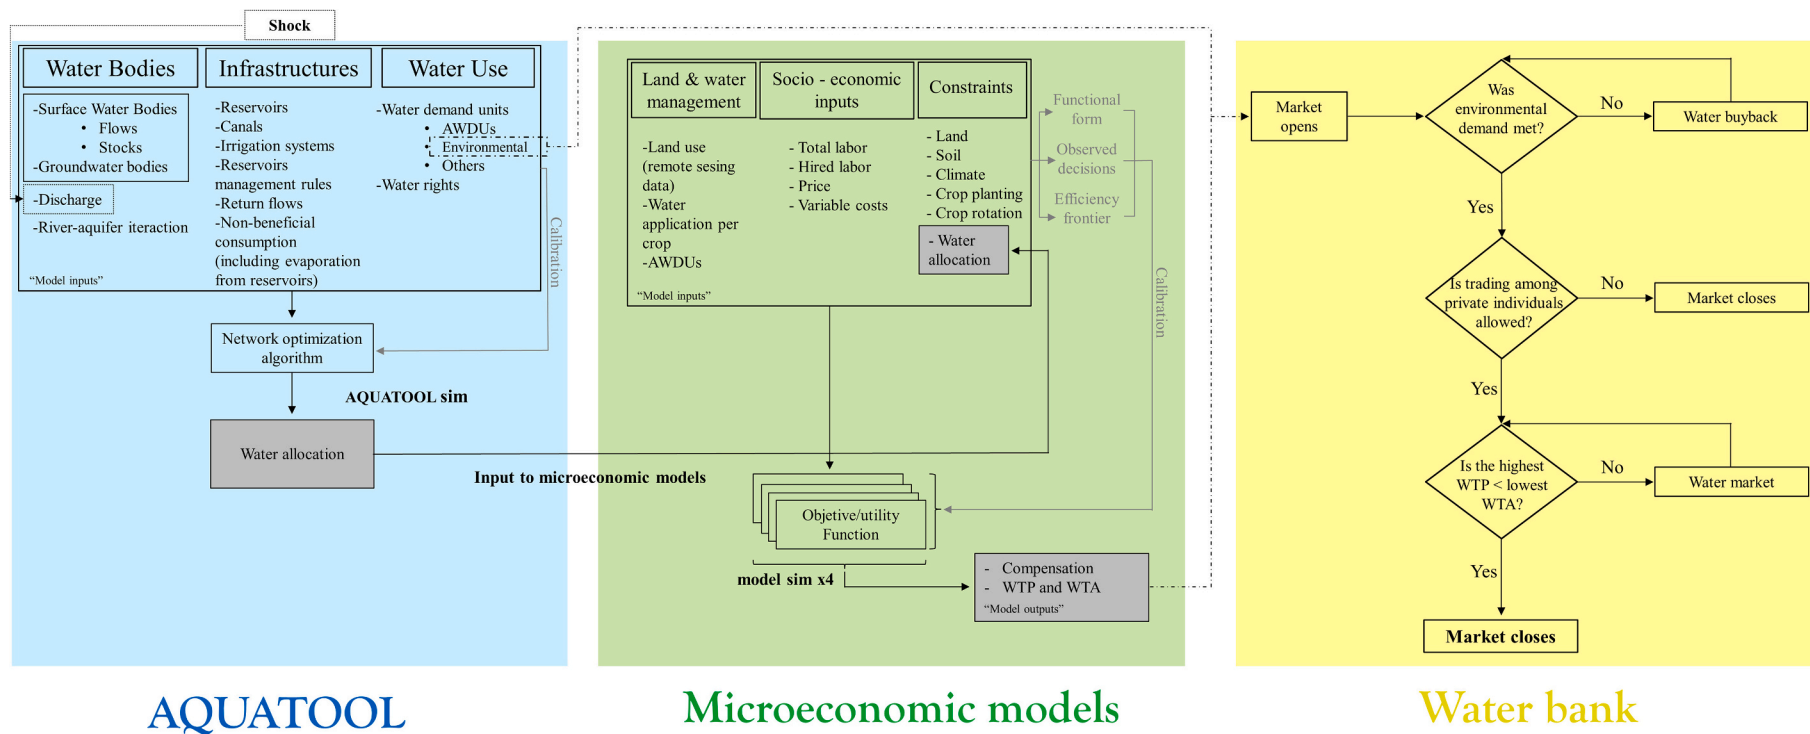 Shock
Water Bodies
-Surface Water Bodies
• Flows
• Stocks
-Groundwater bodies
-Discharge
-River-aquifer iteraction
“Model inputs”
Infrastructures
-Reservoirs
-Canals
-Irrigation systems
-Reservoirs
management rules
-Return flows
-Non-beneficial
consumption
(including evaporation
from reservoirs)
Water Use
-Water demand units
• AWDUs
• Environmental
• Others
-Water rights
Calibration
Network optimization
algorithm
AQUATOOL sim
Water allocation
Input to microeconomic models
AQUATOOL
Land & water
management
-Land use
(remote sesing
data)
-Water
application per
crop
-AWDUs
“Model inputs”
Socio - economic
inputs
- Total labor
- Hired labor
- Price
- Variable costs
Constraints
- Land
- Soil
- Climate
- Crop planting
- Crop rotation
- Water
allocation
Functional
form
Observed
decisions
Efficiency
frontier
Calibration
Objetive/utility
Function
model sim x4
- Compensation
- WTP and WTA
“Model outputs”
Microeconomic models
Market
opens
Was
environmental
demand met?
No
Water buyback
Yes
Is trading among
private individuals
allowed?
No
Market closes
Yes
Is the highest
WTP < lowest
WTA?
No
Water market
Yes
Market closes
Water bank